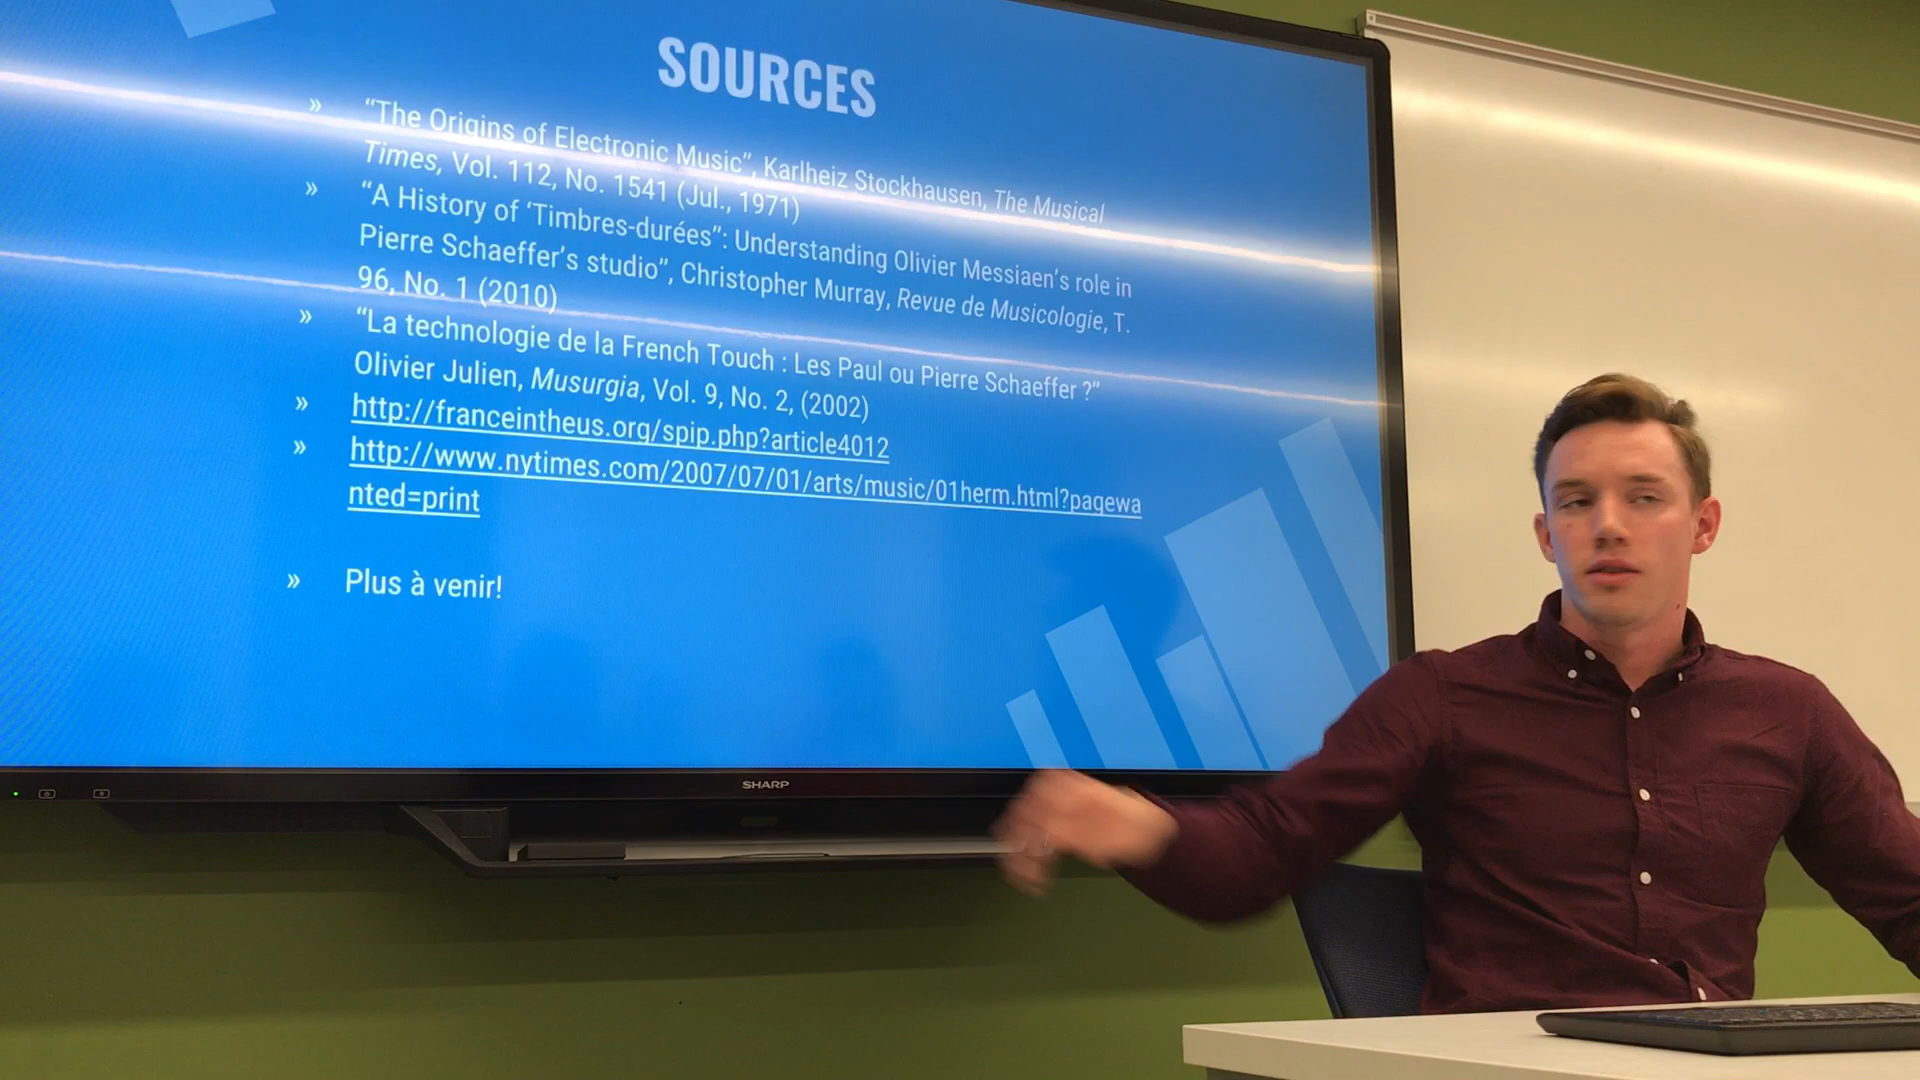 SOURCES
» “The Origins of Electronic Music”, Karlheiz Stockhausen, The Musical
Times, Vol. 112, No. 1541 (Jul., 1971)
» “A History of ‘Timbres-durées”: Understanding Olivier Messiaen’s role in
Pierre Schaeffer’s studio”, Christopher Murray, Revue de Musicologie, T.
96, No. 1 (2010)
» “La technologie de la French Touch : Les Paul ou Pierre Schaeffer ?”
Olivier Julien, Musurgia, Vol. 9, No. 2, (2002)
» http://franceintheus.org/spip.php?article4012
» http://www.nytimes.com/2007/07/01/arts/music/01herm.html?pagewa
nted=print
» Plus à venir!
SHARP